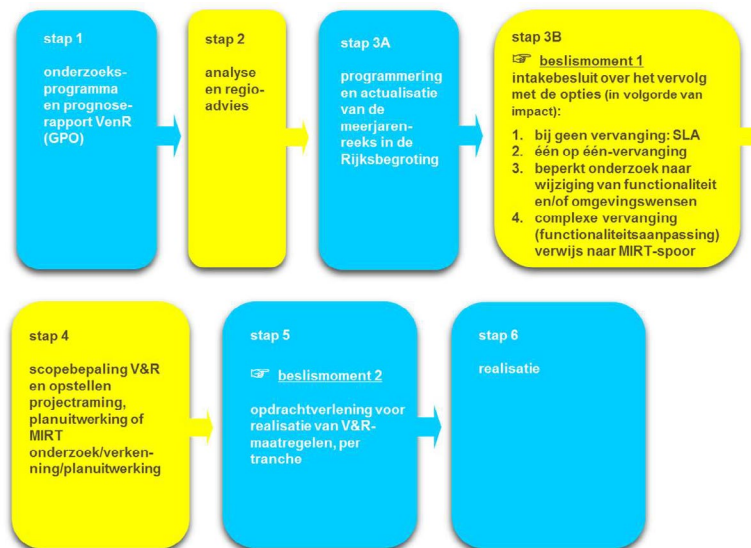 stap 1
onderzoeks-
programma
en prognose-
rapport VenR
(GPO)
stap 2
analyse
en regio-
advies
stap 3A
programmering
en actualisatie
van de
meerjaren-
reeks in de
Rijksbegroting
stap 3B
☞ beslismoment 1
intakebesluit over het vervolg
met de opties (in volgorde van
impact):
1. bij geen vervanging: SLA
2. één op één-vervanging
3. beperkt onderzoek naar
wijziging van functionaliteit
en/of omgevingswensen
4. complexe vervanging
(functionaliteitsaanpassing)
verwijs naar MIRT-spoor
stap 4
scopebepaling V&R
en opstellen
projectraming,
planuitwerking of
MIRT
onderzoek/verken-
ning/planuitwerking
stap 5
☞ beslismoment 2
opdrachtverlening voor
realisatie van V&R-
maatregelen, per
tranche
stap 6
realisatie